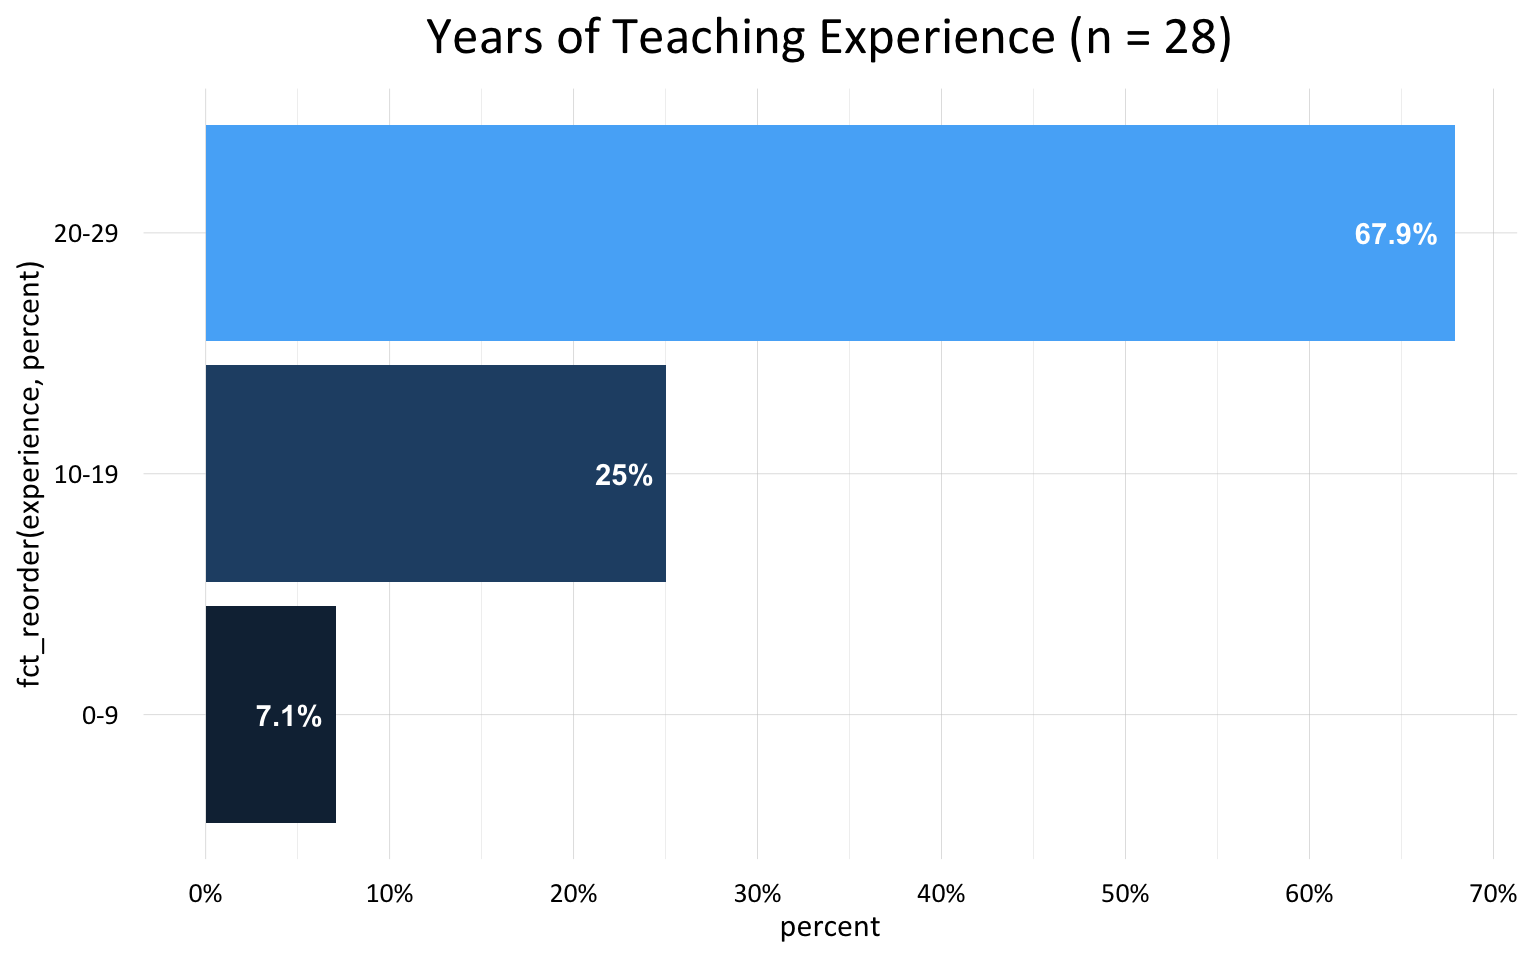 Years of Teaching Experience (n = 28)
fct_reorder(experience, percent)
20-29
67.9%
10-19
25%
0-9
7.1%
0% 10% 20% 30% 40% 50% 60% 70%
percent